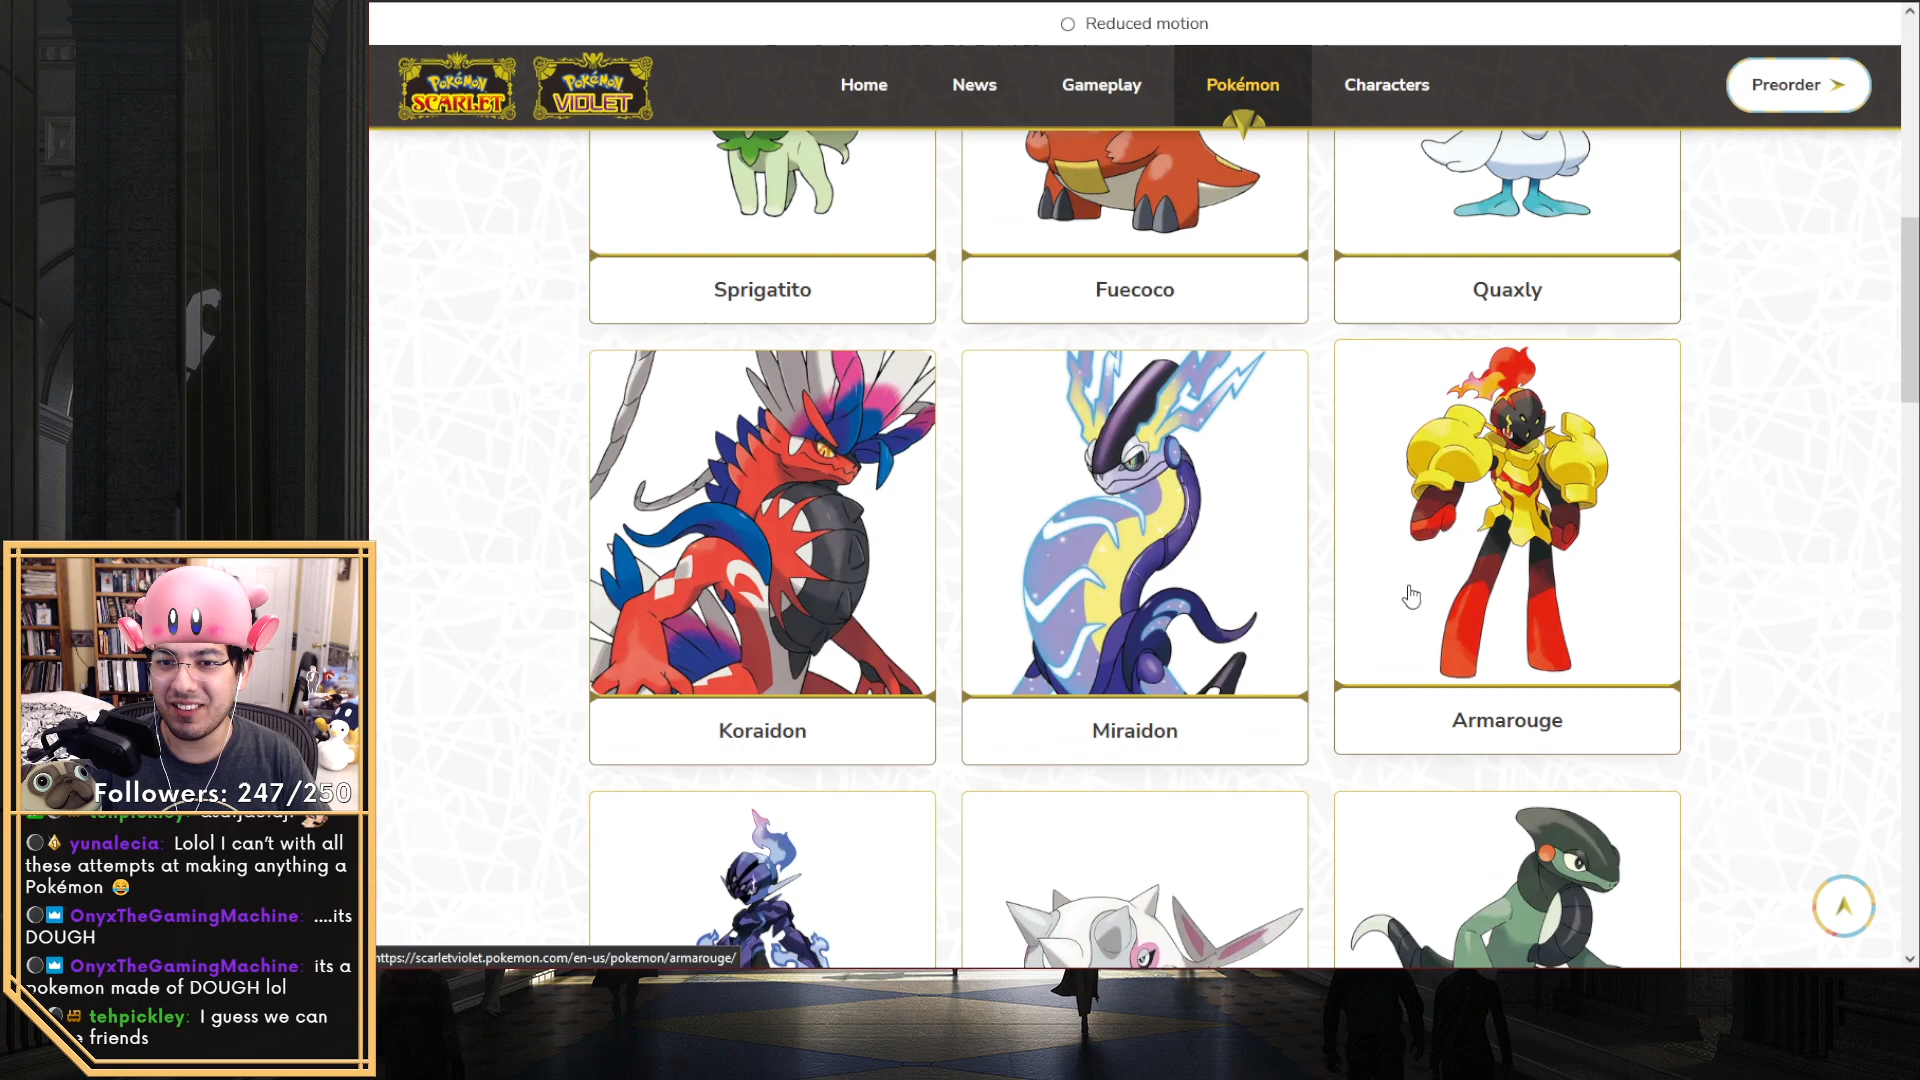 Reduced motion
POKÉMON
SCARLET
POKÉMON
VIOLET
Home
News
Gameplay
Pokémon
Characters
Preorder
Sprigatito
Fuecoco
Quaxly
Koraidon
Miraidon
Armarouge
https://scarletviolet.pokemon.com/en-us/pokemon/armarouge/
Followers: 247/250
tehpickley:
yunalecia: Lolol I can't with all
these attempts at making anything a
Pokémon 😂
OnyxTheGamingMachine: ....its
DOUGH
OnyxTheGamingMachine: its a
pokemon made of DOUGH lol
tehpickley: I guess we can
friends